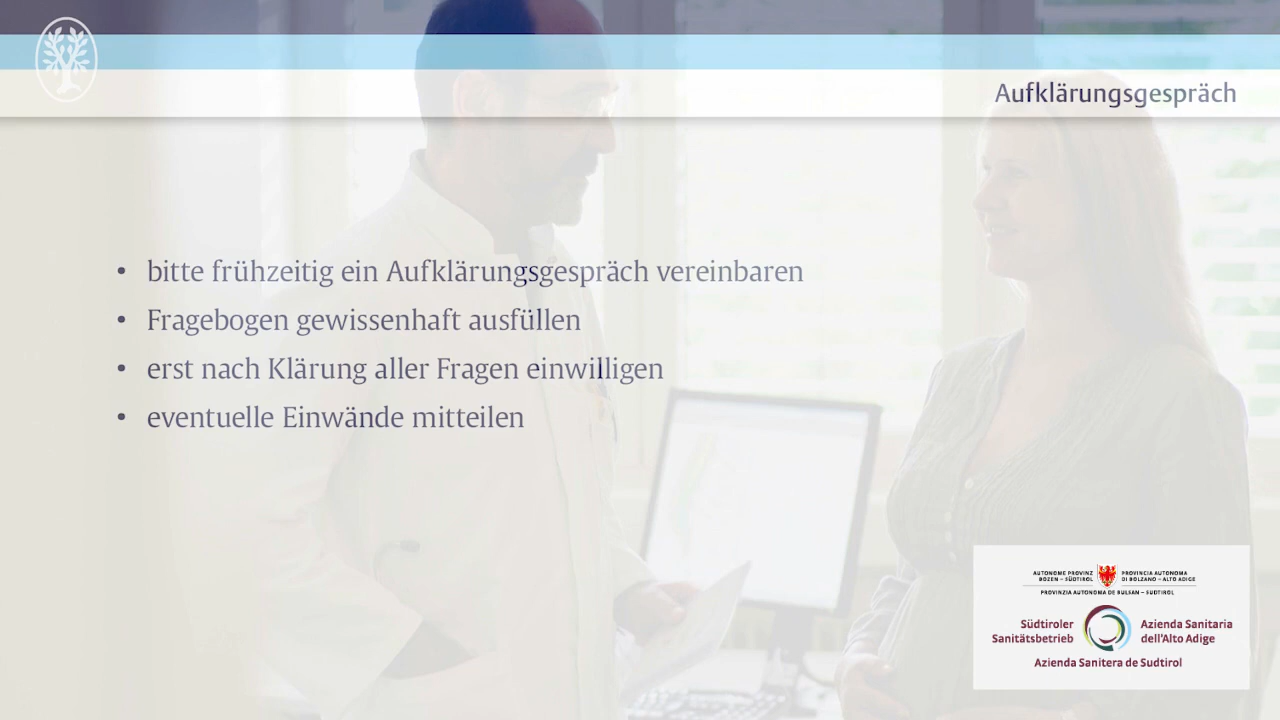 Aufklärungsgespräch
• bitte frühzeitig ein Aufklärungsgespräch vereinbaren
• Fragebogen gewissenhaft ausfüllen
• erst nach Klärung aller Fragen einwilligen
• eventuelle Einwände mitteilen
AUTONOME PROVINZ
BOZEN – SÜDTIROL
PROVINCIA AUTONOMA
DI BOLZANO – ALTO ADIGE
PROVINZIA AUTONOMA DE BULSAN – SUDTIROL
Südtiroler
Sanitätsbetrieb
Azienda Sanitaria
dell'Alto Adige
Azienda Sanitera de Sudtirol